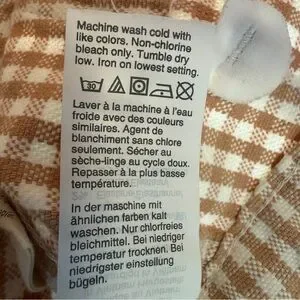 Machine wash cold with
like colors. Non-chlorine
bleach only. Tumble dry
low. Iron on lowest setting.
30
Laver à la machine à l'eau
froide avec des couleurs
similaires. Agent de
blanchiment sans chlore
seulement. Sécher au
sèche-linge au cycle doux.
Repasser à la plus basse
température.
In der maschine mit
ähnlichen farben kalt
waschen. Nur chlorfreies
bleichmittel. Bei niedriger
temperatur trocknen. Bei
niedrigster einstellung
bügeln.